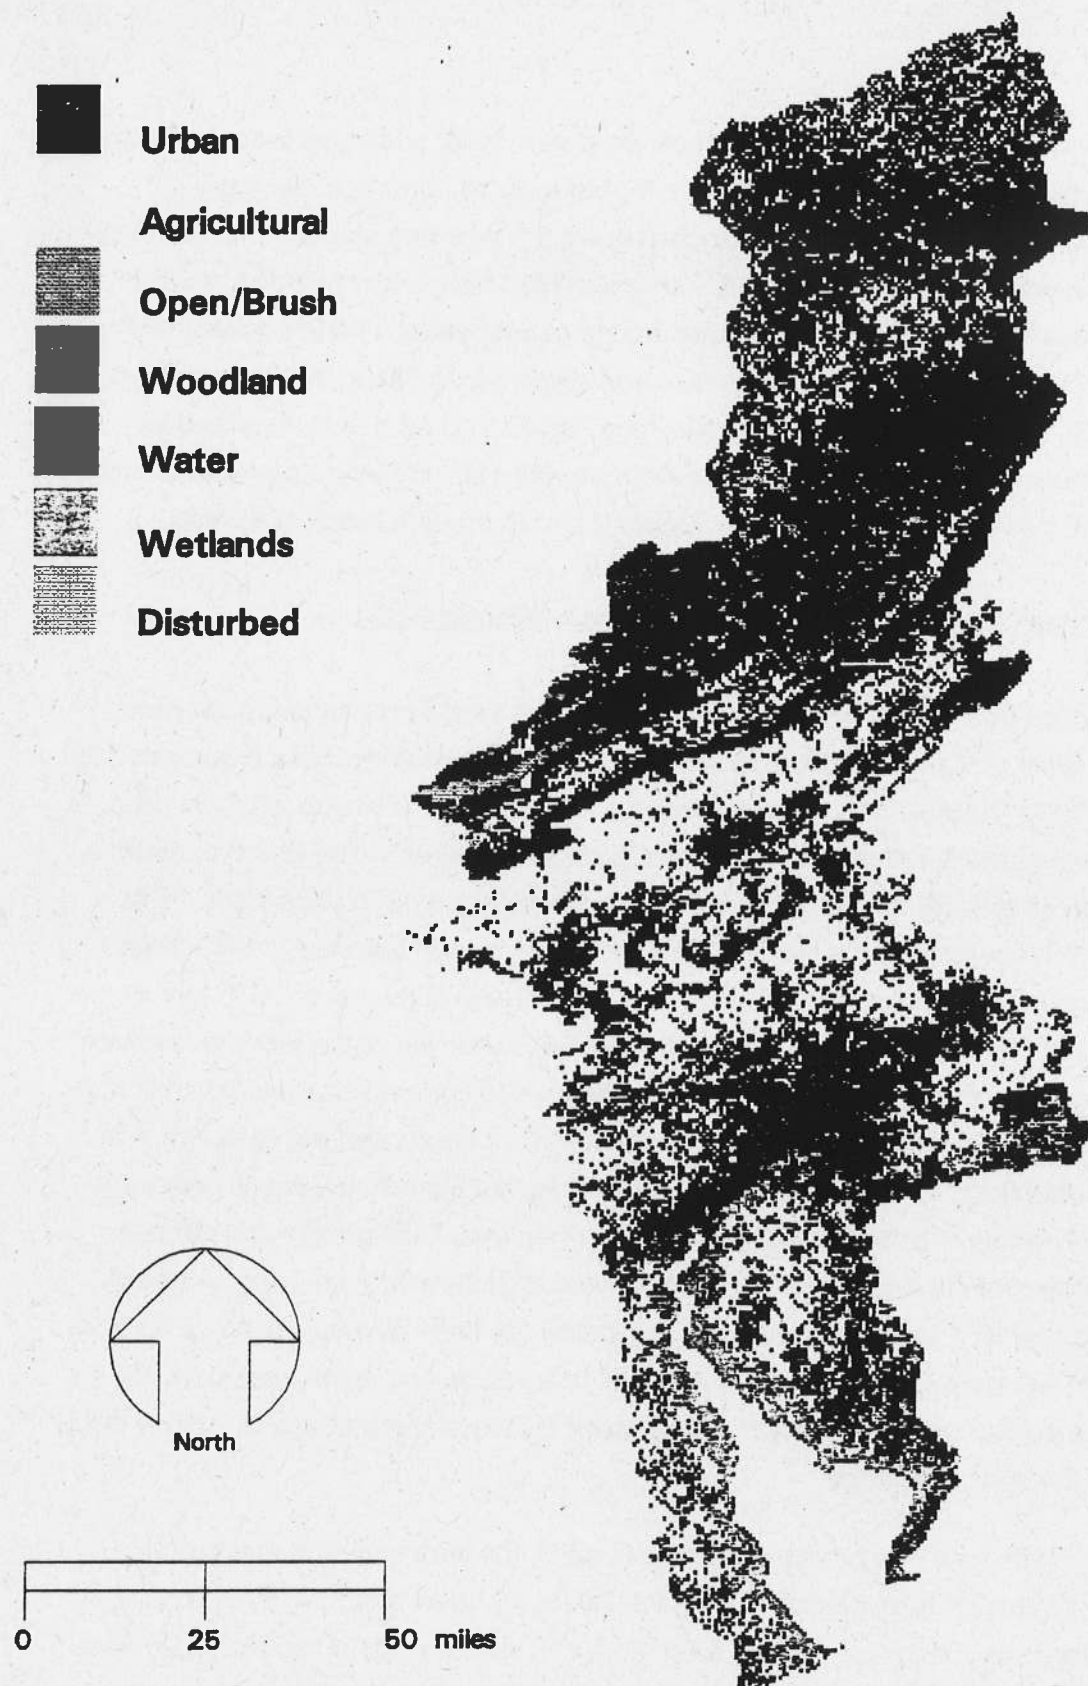 Urban
Agricultural
Open/Brush
Woodland
Water
Wetlands
Disturbed
North
0 25 50 miles